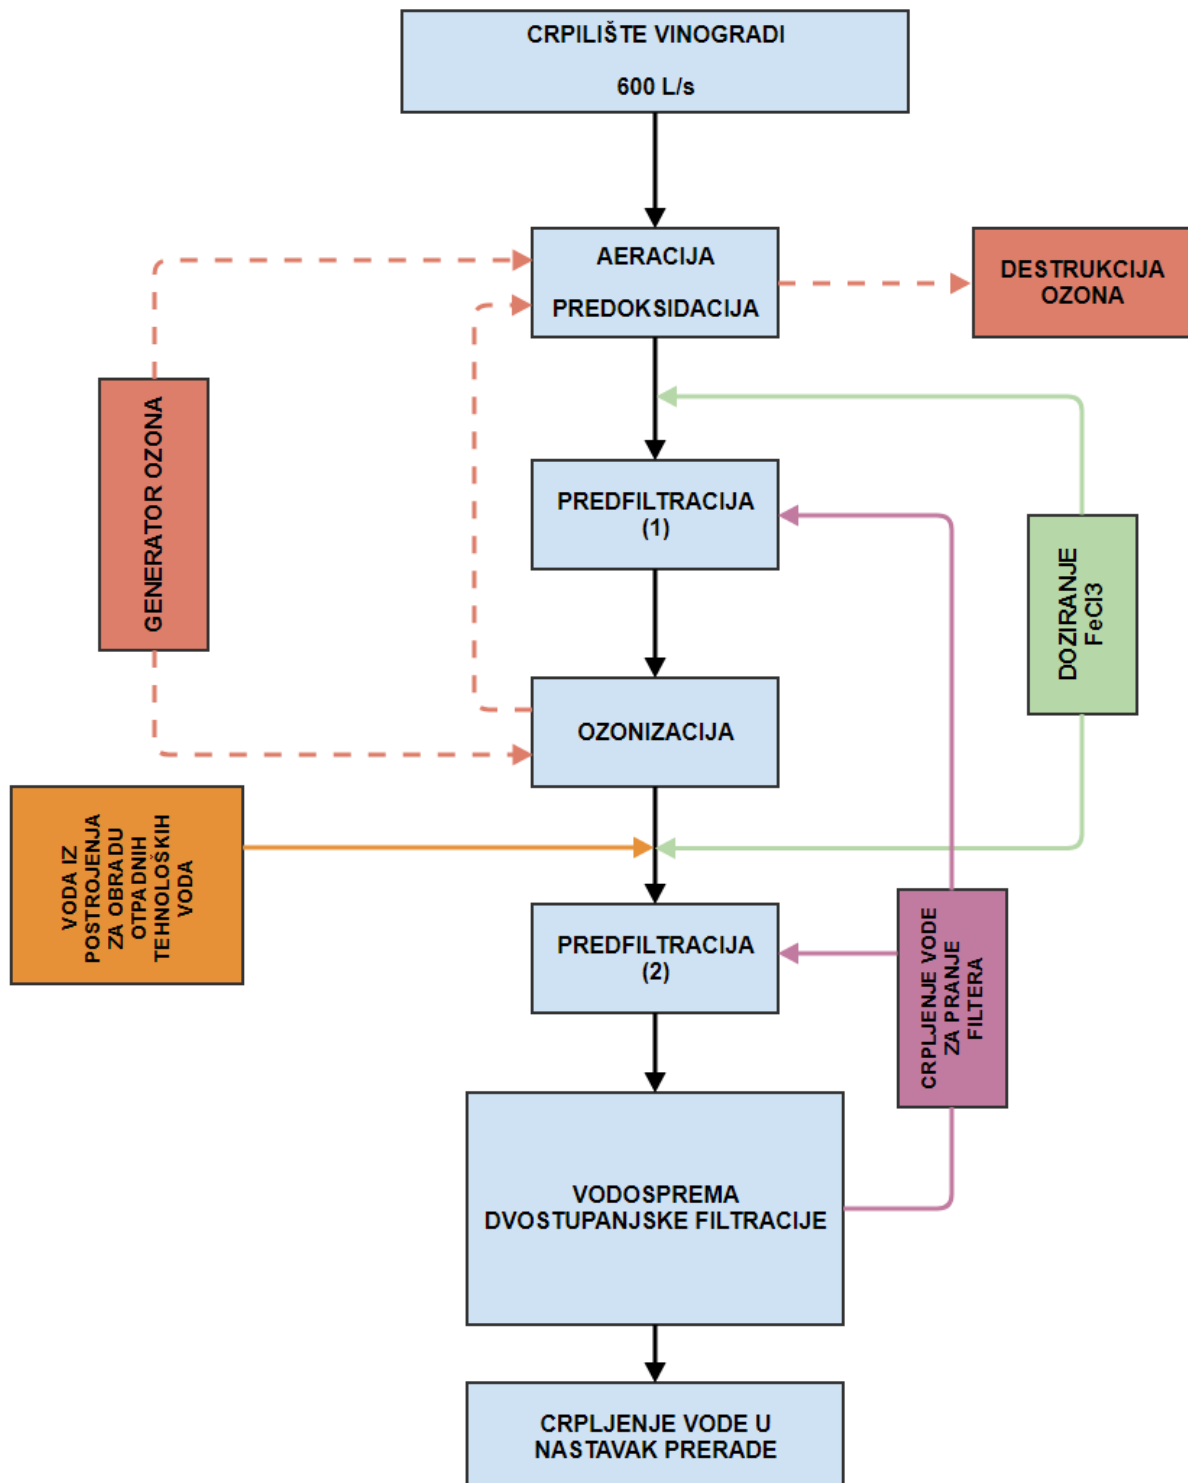 CRPILIŠTE VINOGRADI
600 L/s
AERACIJA
PREDOKSIDACIJA
DESTRUKCIJA
OZONA
GENERATOR OZONA
PREDFILTRACIJA
(1)
DOZIRANJE
FeCl3
OZONIZACIJA
VODA IZ
POSTROJENJA
ZA OBRADU
OTPADNIH
TEHNOLOŠKIH
VODA
PREDFILTRACIJA
(2)
CRPLJENJE VODE
ZA PRANJE
FILTERA
VODOSPREMA
DVOSTUPANJSKE FILTRACIJE
CRPLJENJE VODE U
NASTAVAK PRERADE